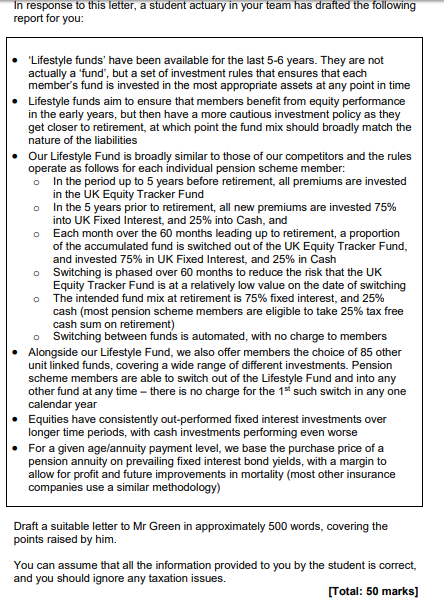 In response to this letter, a student actuary in your team has drafted the following
report for you:
• 'Lifestyle funds' have been available for the last 5-6 years. They are not
actually a 'fund', but a set of investment rules that ensures that each
member's fund is invested in the most appropriate assets at any point in time
• Lifestyle funds aim to ensure that members benefit from equity performance
in the early years, but then have a more cautious investment policy as they
get closer to retirement, at which point the fund mix should broadly match the
nature of the liabilities
• Our Lifestyle Fund is broadly similar to those of our competitors and the rules
operate as follows for each individual pension scheme member:
o In the period up to 5 years before retirement, all premiums are invested
in the UK Equity Tracker Fund
o In the 5 years prior to retirement, all new premiums are invested 75%
into UK Fixed Interest, and 25% into Cash, and
o Each month over the 60 months leading up to retirement, a proportion
of the accumulated fund is switched out of the UK Equity Tracker Fund,
and invested 75% in UK Fixed Interest, and 25% in Cash
o Switching is phased over 60 months to reduce the risk that the UK
Equity Tracker Fund is at a relatively low value on the date of switching
o The intended fund mix at retirement is 75% fixed interest, and 25%
cash (most pension scheme members are eligible to take 25% tax free
cash sum on retirement)
o Switching between funds is automated, with no charge to members
• Alongside our Lifestyle Fund, we also offer members the choice of 85 other
unit linked funds, covering a wide range of different investments. Pension
scheme members are able to switch out of the Lifestyle Fund and into any
other fund at any time – there is no charge for the 1st such switch in any one
calendar year
• Equities have consistently out-performed fixed interest investments over
longer time periods, with cash investments performing even worse
• For a given age/annuity payment level, we base the purchase price of a
pension annuity on prevailing fixed interest bond yields, with a margin to
allow for profit and future improvements in mortality (most other insurance
companies use a similar methodology)
Draft a suitable letter to Mr Green in approximately 500 words, covering the
points raised by him.
You can assume that all the information provided to you by the student is correct,
and you should ignore any taxation issues.
[Total: 50 marks]